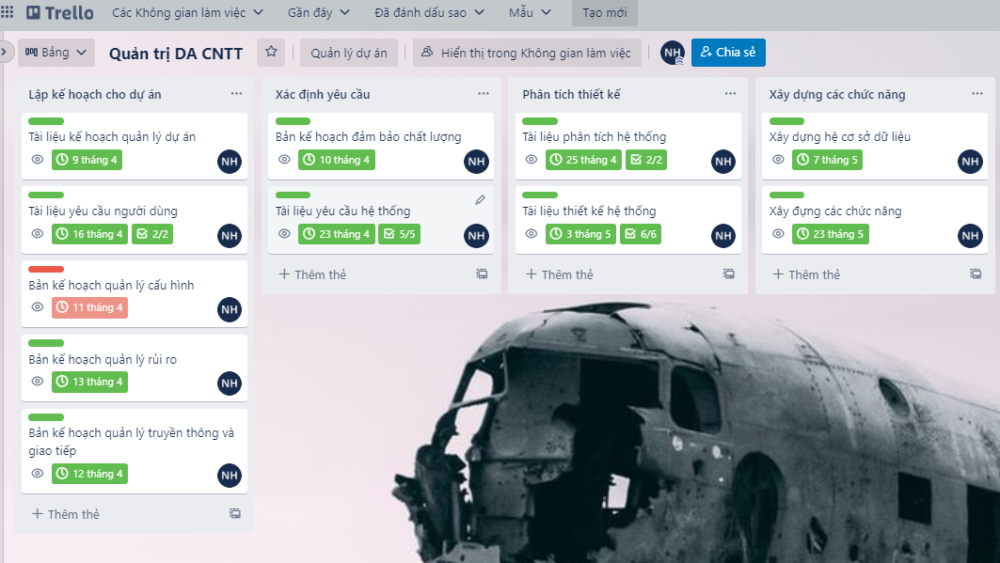 Trello
Các Không gian làm việc
Gần đây
Đã đánh dấu sao
Mẫu
Tạo mới
Bảng
Quản trị DA CNTT
Quản lý dự án
Hiển thị trong Không gian làm việc
NH
Chia sẻ
Lập kế hoạch cho dự án
Tài liệu kế hoạch quản lý dự án
9 tháng 4
NH
Tài liệu yêu cầu người dùng
16 tháng 4
2/2
NH
Bản kế hoạch quản lý cấu hình
11 tháng 4
NH
Bản kế hoạch quản lý rủi ro
13 tháng 4
NH
Bản kế hoạch quản lý truyền thông và
giao tiếp
12 tháng 4
NH
Thêm thẻ
Xác định yêu cầu
Bản kế hoạch đảm bảo chất lượng
10 tháng 4
NH
Tài liệu yêu cầu hệ thống
23 tháng 4
5/5
NH
Thêm thẻ
Phân tích thiết kế
Tài liệu phân tích hệ thống
25 tháng 4
2/2
NH
Tài liệu thiết kế hệ thống
3 tháng 5
6/6
NH
Thêm thẻ
Xây dựng các chức năng
Xây dựng hệ cơ sở dữ liệu
7 tháng 5
NH
Xây đựng các chức năng
23 tháng 5
NH
Thêm thẻ